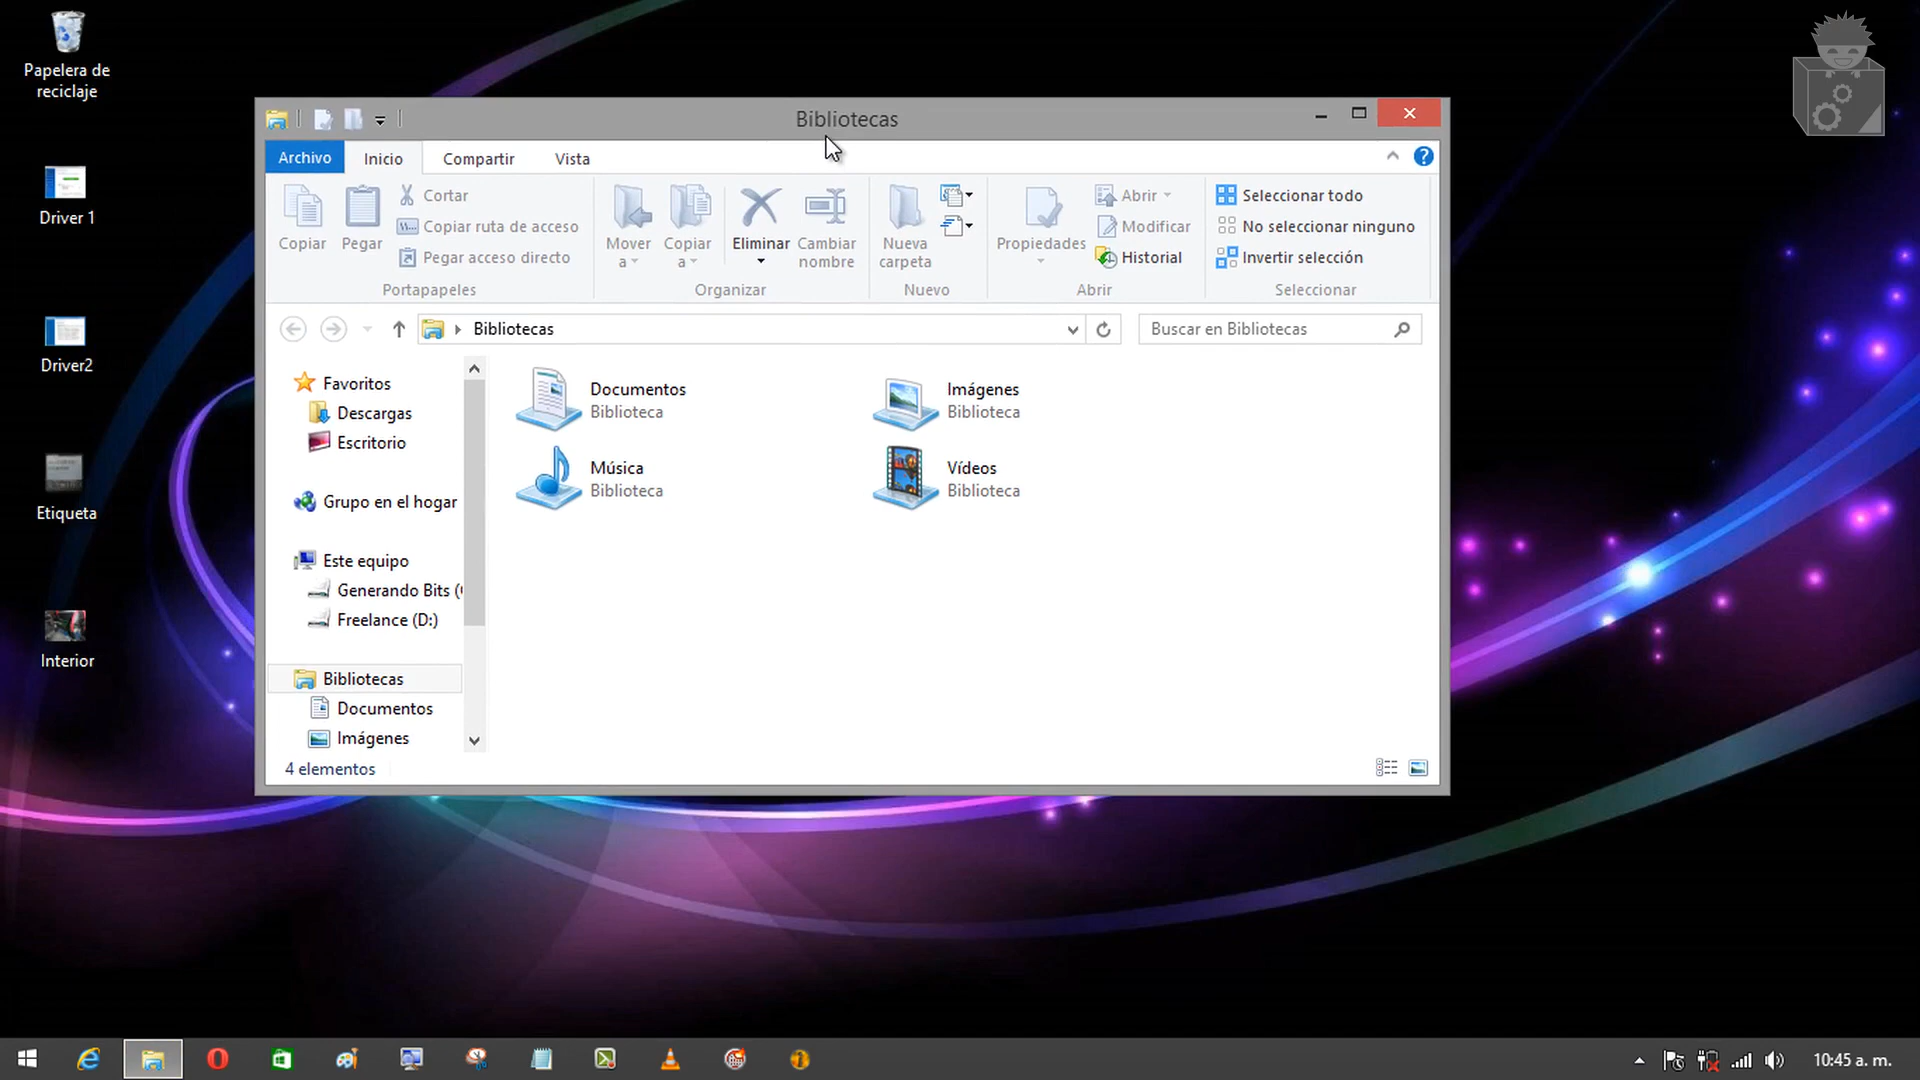 Papelera de
reciclaje
Driver 1
Driver2
Etiqueta
Interior
Bibliotecas
Archivo
Inicio
Compartir
Vista
Copiar
Pegar
Cortar
Copiar ruta de acceso
Pegar acceso directo
Portapapeles
Mover
a
Copiar
a
Eliminar
Cambiar
nombre
Organizar
Nueva
carpeta
Nuevo
Propiedades
Abrir
Modificar
Historial
Abrir
Seleccionar todo
No seleccionar ninguno
Invertir selección
Seleccionar
Bibliotecas
Buscar en Bibliotecas
Favoritos
Descargas
Escritorio
Grupo en el hogar
Este equipo
Generando Bits (
Freelance (D:)
Bibliotecas
Documentos
Imágenes
Documentos
Biblioteca
Imágenes
Biblioteca
Música
Biblioteca
Vídeos
Biblioteca
4 elementos
10:45 a. m.